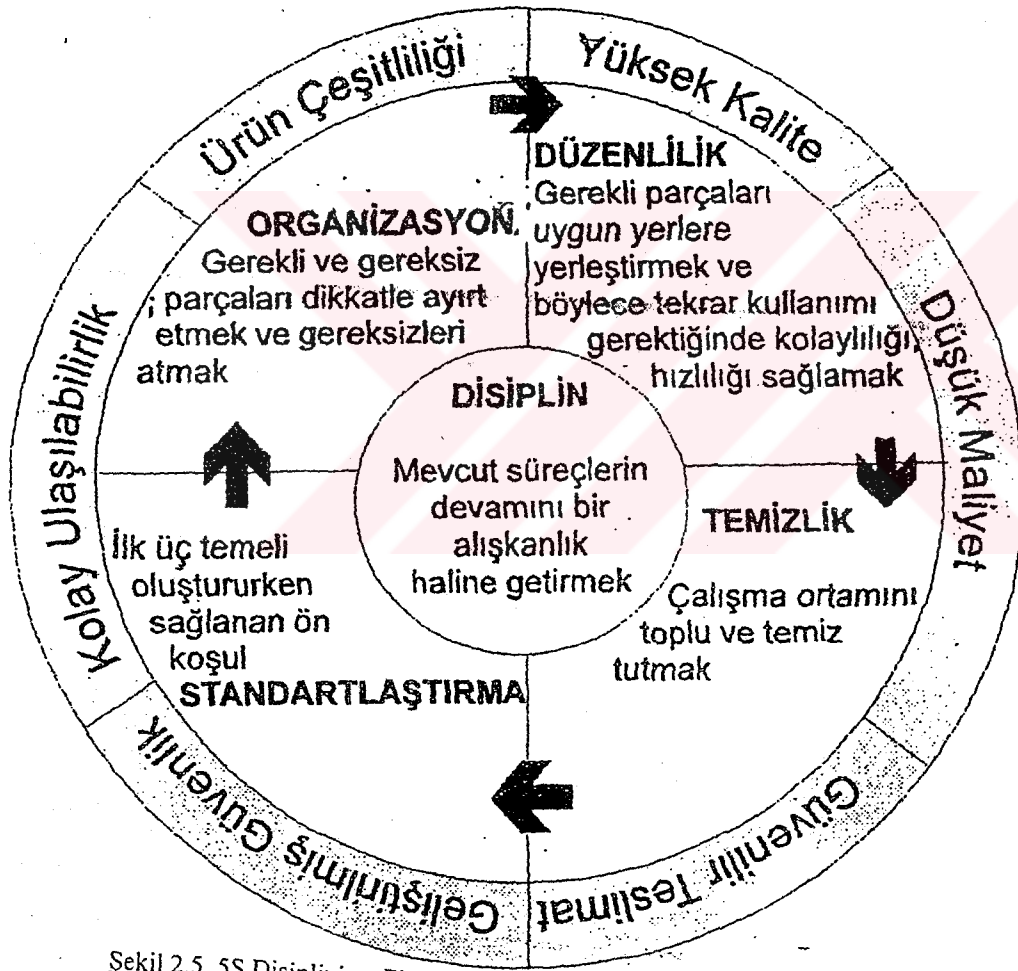 Ürün Çeşitliliği
Yüksek Kalite
Düşük Maliyet
Güvenilir Teslimat
Geliştirilmiş Güvenlik
Kolay Ulaşılabilirlik
ORGANİZASYON
Gerekli ve gereksiz
parçaları dikkatle ayırt
etmek ve gereksizleri
atmak
DÜZENLİLİK
Gerekli parçaları
uygun yerlere
yerleştirmek ve
böylece tekrar kullanımı
gerektiğinde kolaylılığı,
hızlılığı sağlamak
DİSİPLİN
Mevcut süreçlerin
devamını bir
alışkanlık
haline getirmek
TEMİZLİK
Çalışma ortamını
toplu ve temiz
tutmak
İlk üç temeli
oluştururken
sağlanan ön
koşul
STANDARTLAŞTIRMA
Şekil 2.5. 5S